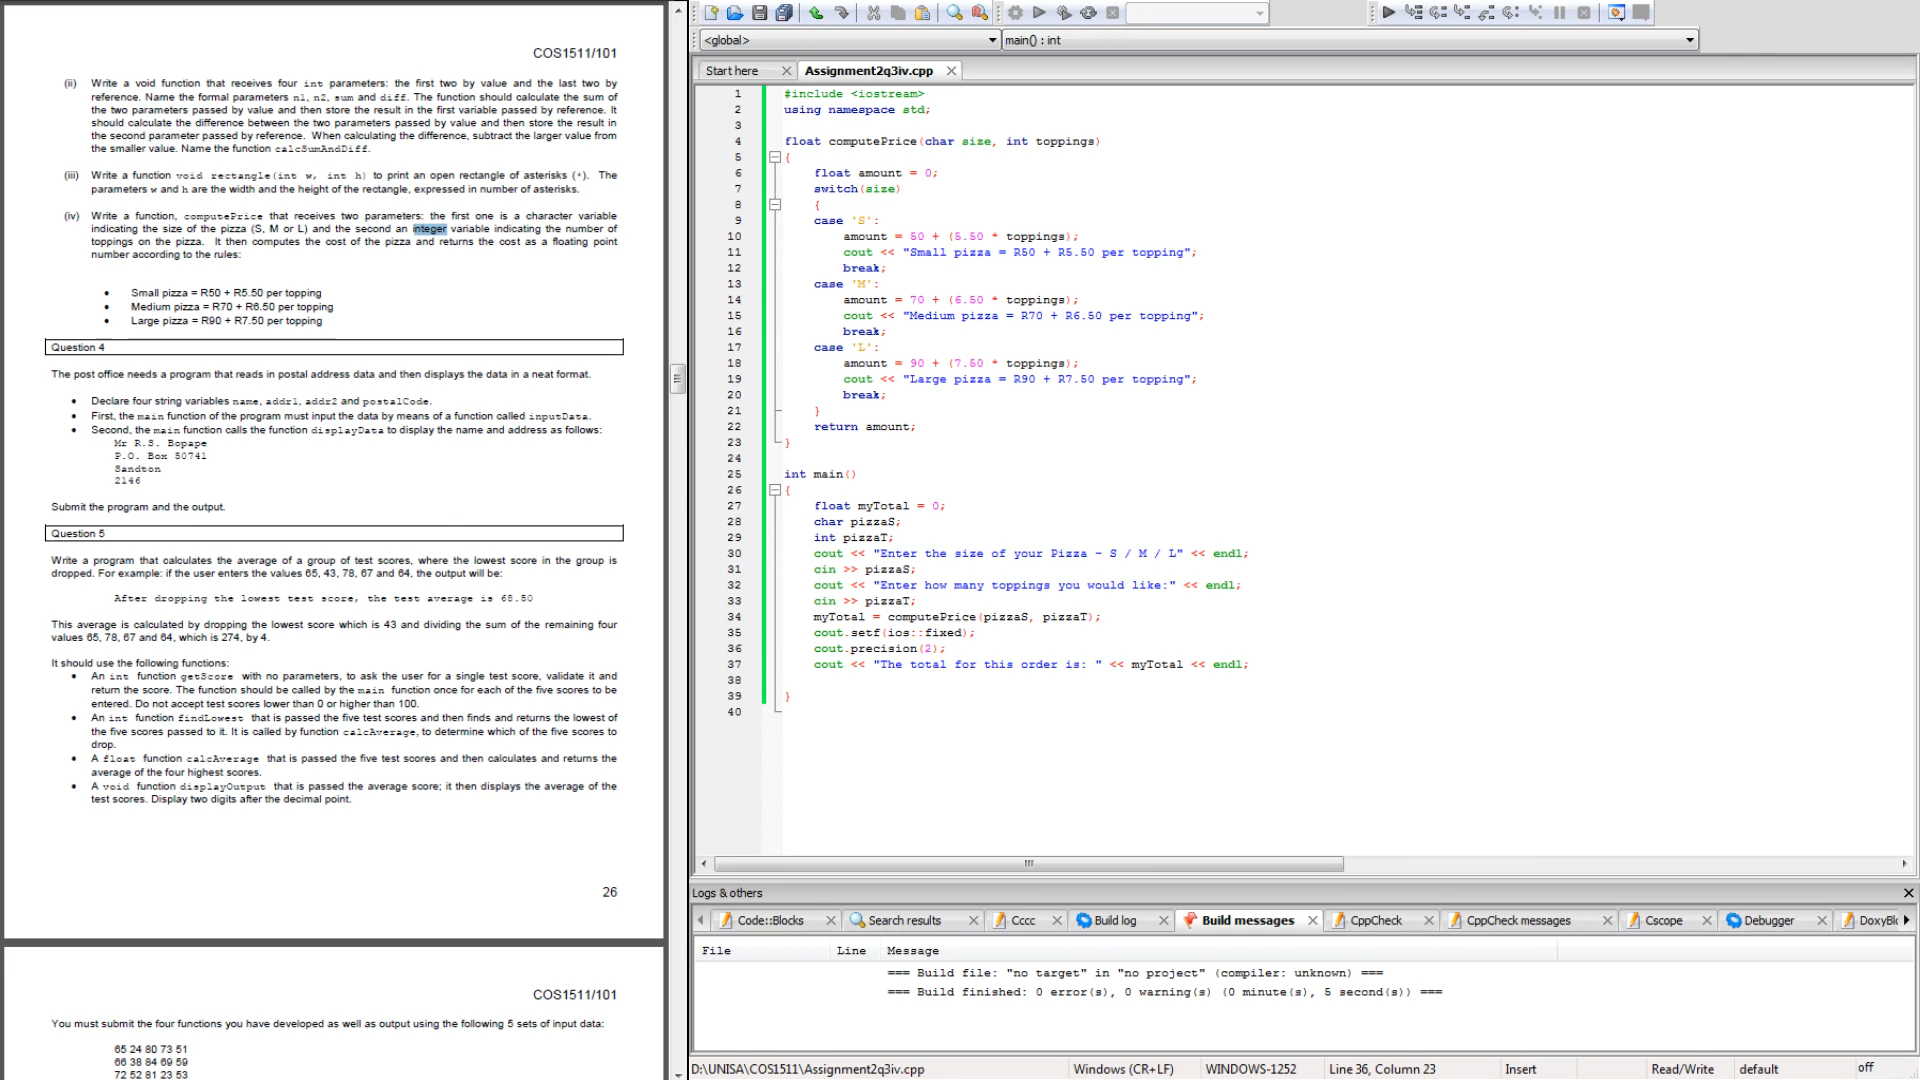 COS1511/101
(ii) Write a void function that receives four int parameters: the first two by value and the last two by
reference. Name the formal parameters n1, n2, sum and diff. The function should calculate the sum of
the two parameters passed by value and then store the result in the first variable passed by reference. It
should calculate the difference between the two parameters passed by value and then store the result in
the second parameter passed by reference. When calculating the difference, subtract the larger value from
the smaller value. Name the function calcSumAndDiff.
(iii) Write a function void rectangle(int w, int h) to print an open rectangle of asterisks (*). The
parameters w and h are the width and the height of the rectangle, expressed in number of asterisks.
(iv) Write a function, computePrice that receives two parameters: the first one is a character variable
indicating the size of the pizza (S, M or L) and the second an integer variable indicating the number of
toppings on the pizza. It then computes the cost of the pizza and returns the cost as a floating point
number according to the rules:
• Small pizza = R50 + R5.50 per topping
• Medium pizza = R70 + R6.50 per topping
• Large pizza = R90 + R7.50 per topping
Question 4
The post office needs a program that reads in postal address data and then displays the data in a neat format.
• Declare four string variables name, addr1, addr2 and postalCode.
• First, the main function of the program must input the data by means of a function called inputData.
• Second, the main function calls the function displayData to display the name and address as follows:
Mr R.S. Bopape
P.O. Box 50741
Sandton
2146
Submit the program and the output.
Question 5
Write a program that calculates the average of a group of test scores, where the lowest score in the group is
dropped. For example: if the user enters the values 65, 43, 78, 67 and 64, the output will be:
After dropping the lowest test score, the test average is 68.50
This average is calculated by dropping the lowest score which is 43 and dividing the sum of the remaining four
values 65, 78, 67 and 64, which is 274, by 4.
It should use the following functions:
• An int function getScore with no parameters, to ask the user for a single test score, validate it and
return the score. The function should be called by the main function once for each of the five scores to be
entered. Do not accept test scores lower than 0 or higher than 100.
• An int function findLowest that is passed the five test scores and then finds and returns the lowest of
the five scores passed to it. It is called by function calcAverage, to determine which of the five scores to
drop.
• A float function calcAverage that is passed the five test scores and then calculates and returns the
average of the four highest scores.
• A void function displayOutput that is passed the average score; it then displays the average of the
test scores. Display two digits after the decimal point.
26
COS1511/101
You must submit the four functions you have developed as well as output using the following 5 sets of input data:
65 24 80 73 51
66 38 84 69 59
72 52 81 23 53
<global> main() : int
Start here Assignment2q3iv.cpp
1 #include <iostream>
2 using namespace std;
3
4 float computePrice(char size, int toppings)
5 {
6 float amount = 0;
7 switch(size)
8 {
9 case 'S':
10 amount = 50 + (5.50 * toppings);
11 cout << "Small pizza = R50 + R5.50 per topping";
12 break;
13 case 'M':
14 amount = 70 + (6.50 * toppings);
15 cout << "Medium pizza = R70 + R6.50 per topping";
16 break;
17 case 'L':
18 amount = 90 + (7.50 * toppings);
19 cout << "Large pizza = R90 + R7.50 per topping";
20 break;
21 }
22 return amount;
23 }
24
25 int main()
26 {
27 float myTotal = 0;
28 char pizzaS;
29 int pizzaT;
30 cout << "Enter the size of your Pizza - S / M / L" << endl;
31 cin >> pizzaS;
32 cout << "Enter how many toppings you would like:" << endl;
33 cin >> pizzaT;
34 myTotal = computePrice(pizzaS, pizzaT);
35 cout.setf(ios::fixed);
36 cout.precision(2);
37 cout << "The total for this order is: " << myTotal << endl;
38
39 }
40
Logs & others
Code::Blocks Search results Cccc Build log Build messages CppCheck CppCheck messages Cscope Debugger DoxyBlo
File Line Message
=== Build file: "no target" in "no project" (compiler: unknown) ===
=== Build finished: 0 error(s), 0 warning(s) (0 minute(s), 5 second(s)) ===
D:\UNISA\COS1511\Assignment2q3iv.cpp Windows (CR+LF) WINDOWS-1252 Line 36, Column 23 Insert Read/Write default off